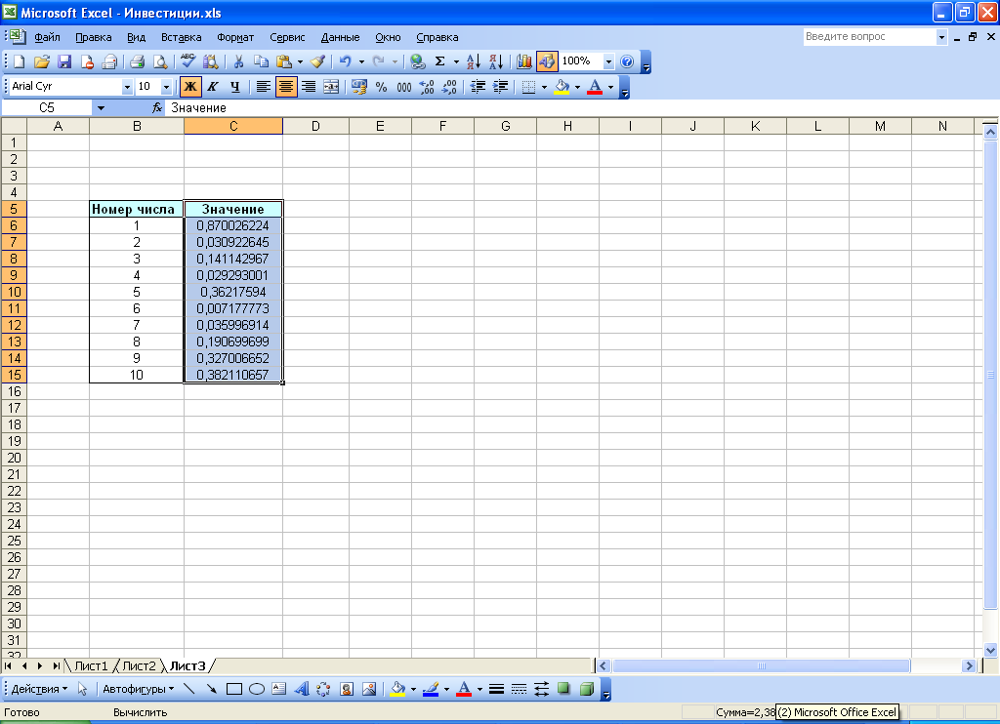 Microsoft Excel - Инвестиции.xls
Файл Правка Вид Вставка Формат Сервис Данные Окно Справка Введите вопрос
100%
Arial Cyr 10 Ж К Ч % 000
C5 fx Значение
A B C D E F G H I J K L M N
1
2
3
4
5 Номер числа Значение
6 1 0,870026224
7 2 0,030922645
8 3 0,141142967
9 4 0,029293001
10 5 0,36217594
11 6 0,007177773
12 7 0,035996914
13 8 0,190699699
14 9 0,327006652
15 10 0,382110657
16
17
18
19
20
21
22
23
24
25
26
27
28
29
30
31
32
Лист1 Лист2 Лист3
Действия Автофигуры
Готово Вычислить Сумма=2,38 (2) Microsoft Office Excel